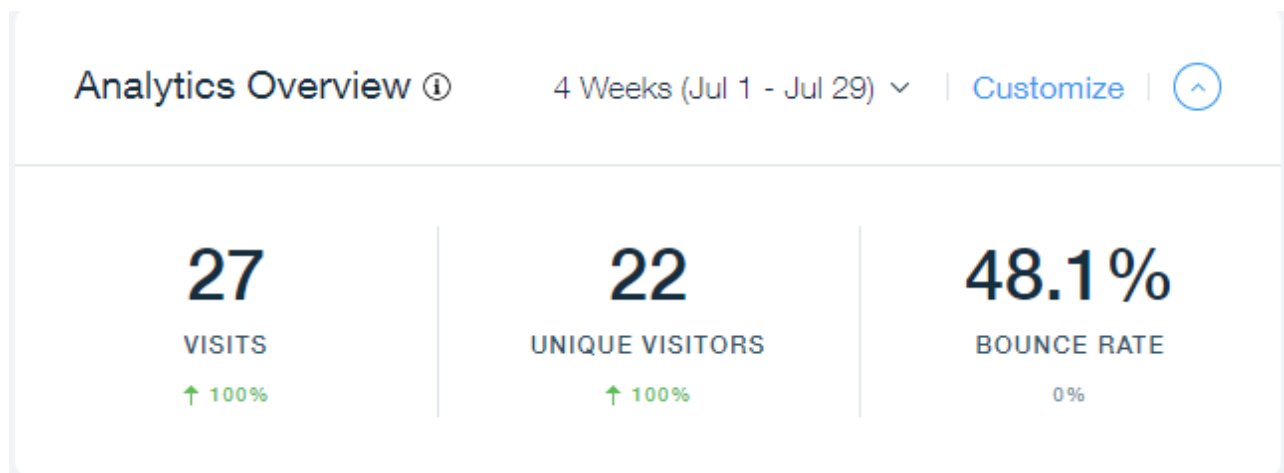 Analytics Overview 4 Weeks (Jul 1 - Jul 29) Customize
27 22 48.1%
VISITS UNIQUE VISITORS BOUNCE RATE
↑ 100% ↑ 100% 0%